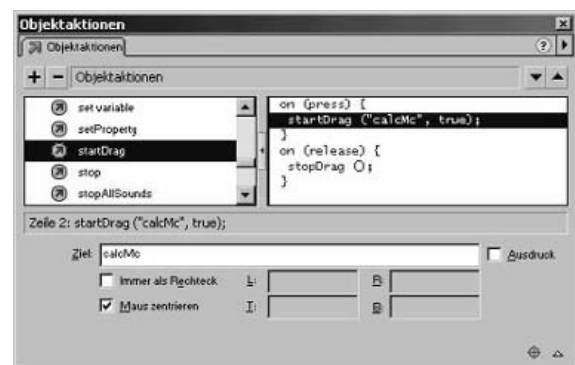 Objektaktionen
Objektaktionen
Objektaktionen
set variable
setProperty
startDrag
stop
stopAllSounds
on (press) {
startDrag ("calcMc", true);
}
on (release) {
stopDrag ();
}
Zeile 2: startDrag ("calcMc", true);
Ziel: calcMc
Ausdruck
Immer als Rechteck L: R:
Maus zentrieren T: B: